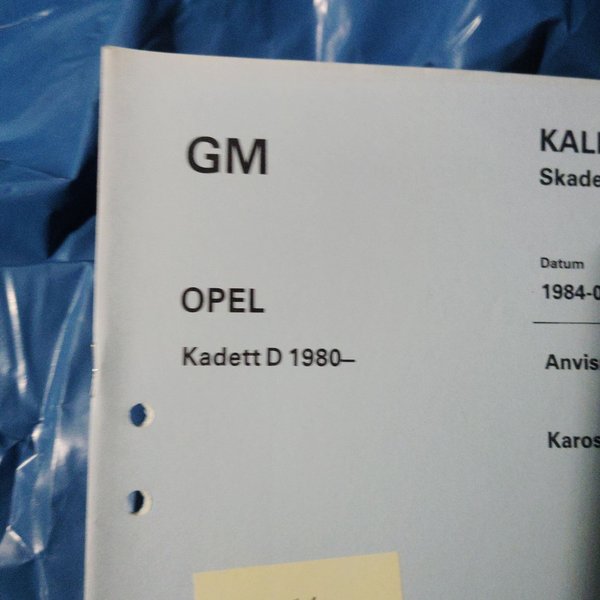 GM
OPEL
Kadett D 1980–
KAL
Skade
Datum
1984-0
Anvis
Karos